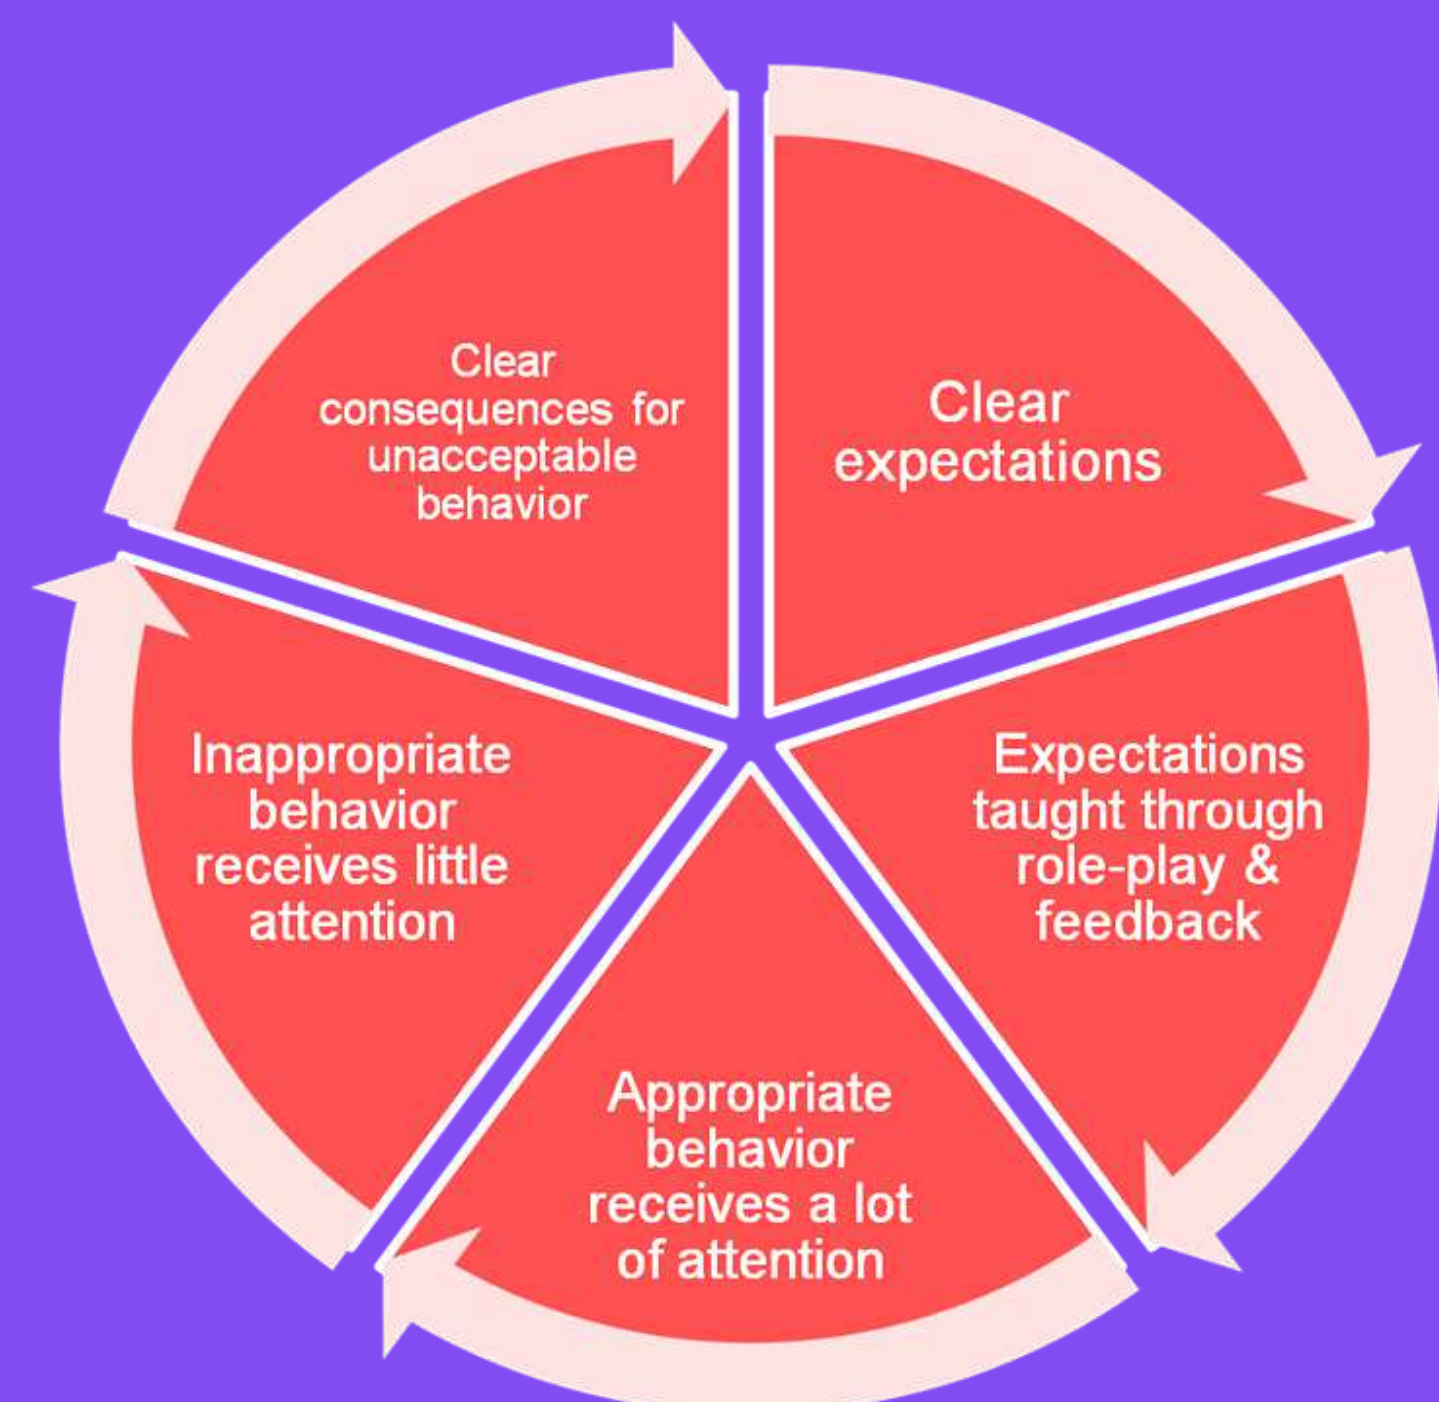 Clear
expectations
Expectations
taught through
role-play &
feedback
Appropriate
behavior
receives a lot
of attention
Inappropriate
behavior
receives little
attention
Clear
consequences for
unacceptable
behavior